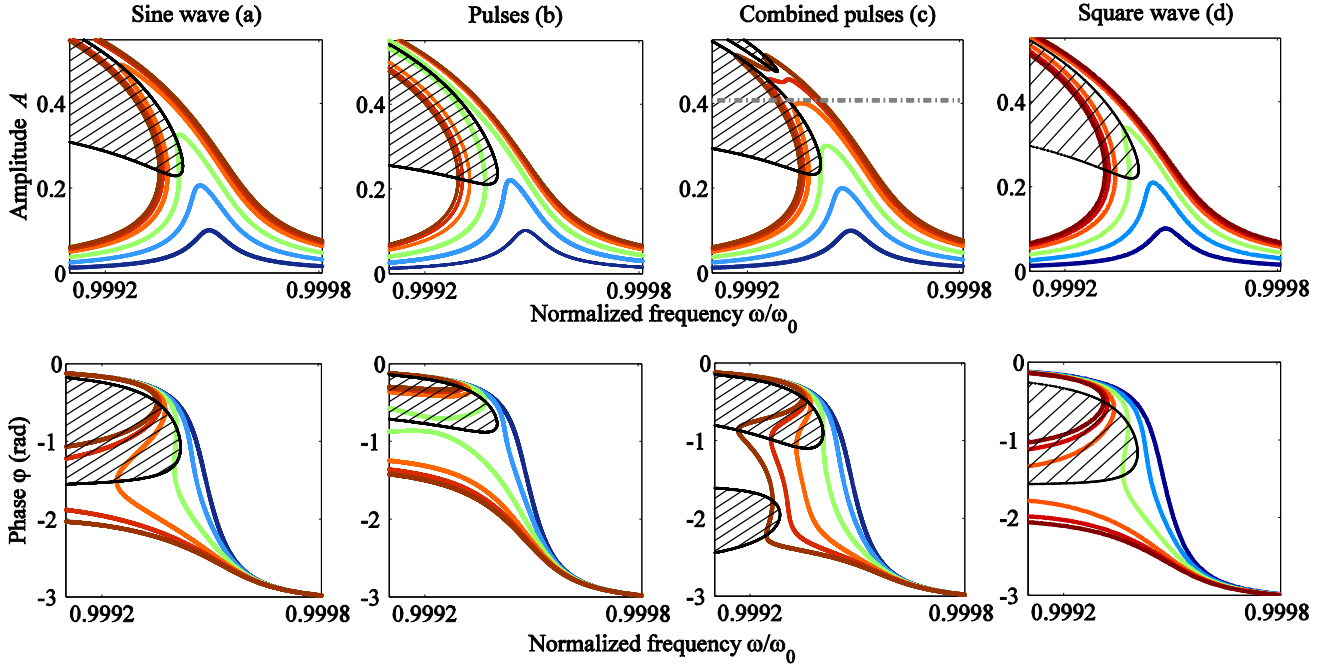 Sine wave (a) Pulses (b) Combined pulses (c) Square wave (d)
Amplitude A
0.4 0.4 0.4 0.4
0.2 0.2 0.2 0.2
0 0 0 0
0.9992 0.9998 0.9992 0.9998 0.9992 0.9998 0.9992 0.9998
Normalized frequency ω/ω0
Phase φ (rad)
0 0 0 0
-1 -1 -1 -1
-2 -2 -2 -2
-3 -3 -3 -3
0.9992 0.9998 0.9992 0.9998 0.9992 0.9998 0.9992 0.9998
Normalized frequency ω/ω0